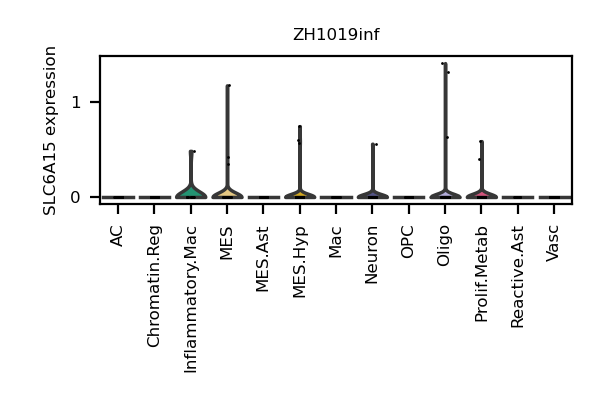 ZH1019inf
SLC6A15 expression
1
0
AC
Chromatin.Reg
Inflammatory.Mac
MES
MES.Ast
MES.Hyp
Mac
Neuron
OPC
Oligo
Prolif.Metab
Reactive.Ast
Vasc